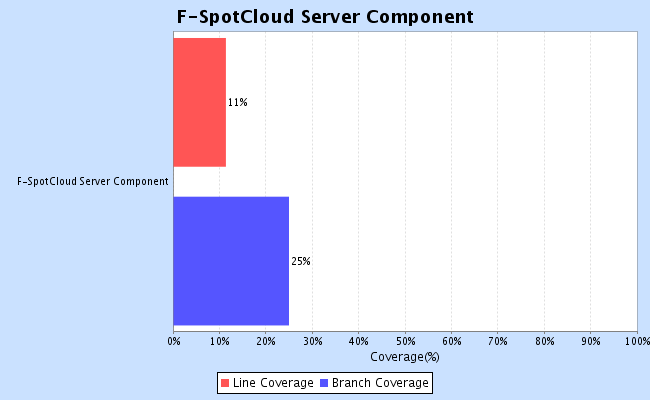 F-SpotCloud Server Component
11%
F-SpotCloud Server Component
25%
0% 10% 20% 30% 40% 50% 60% 70% 80% 90% 100%
Coverage(%)
Line Coverage Branch Coverage